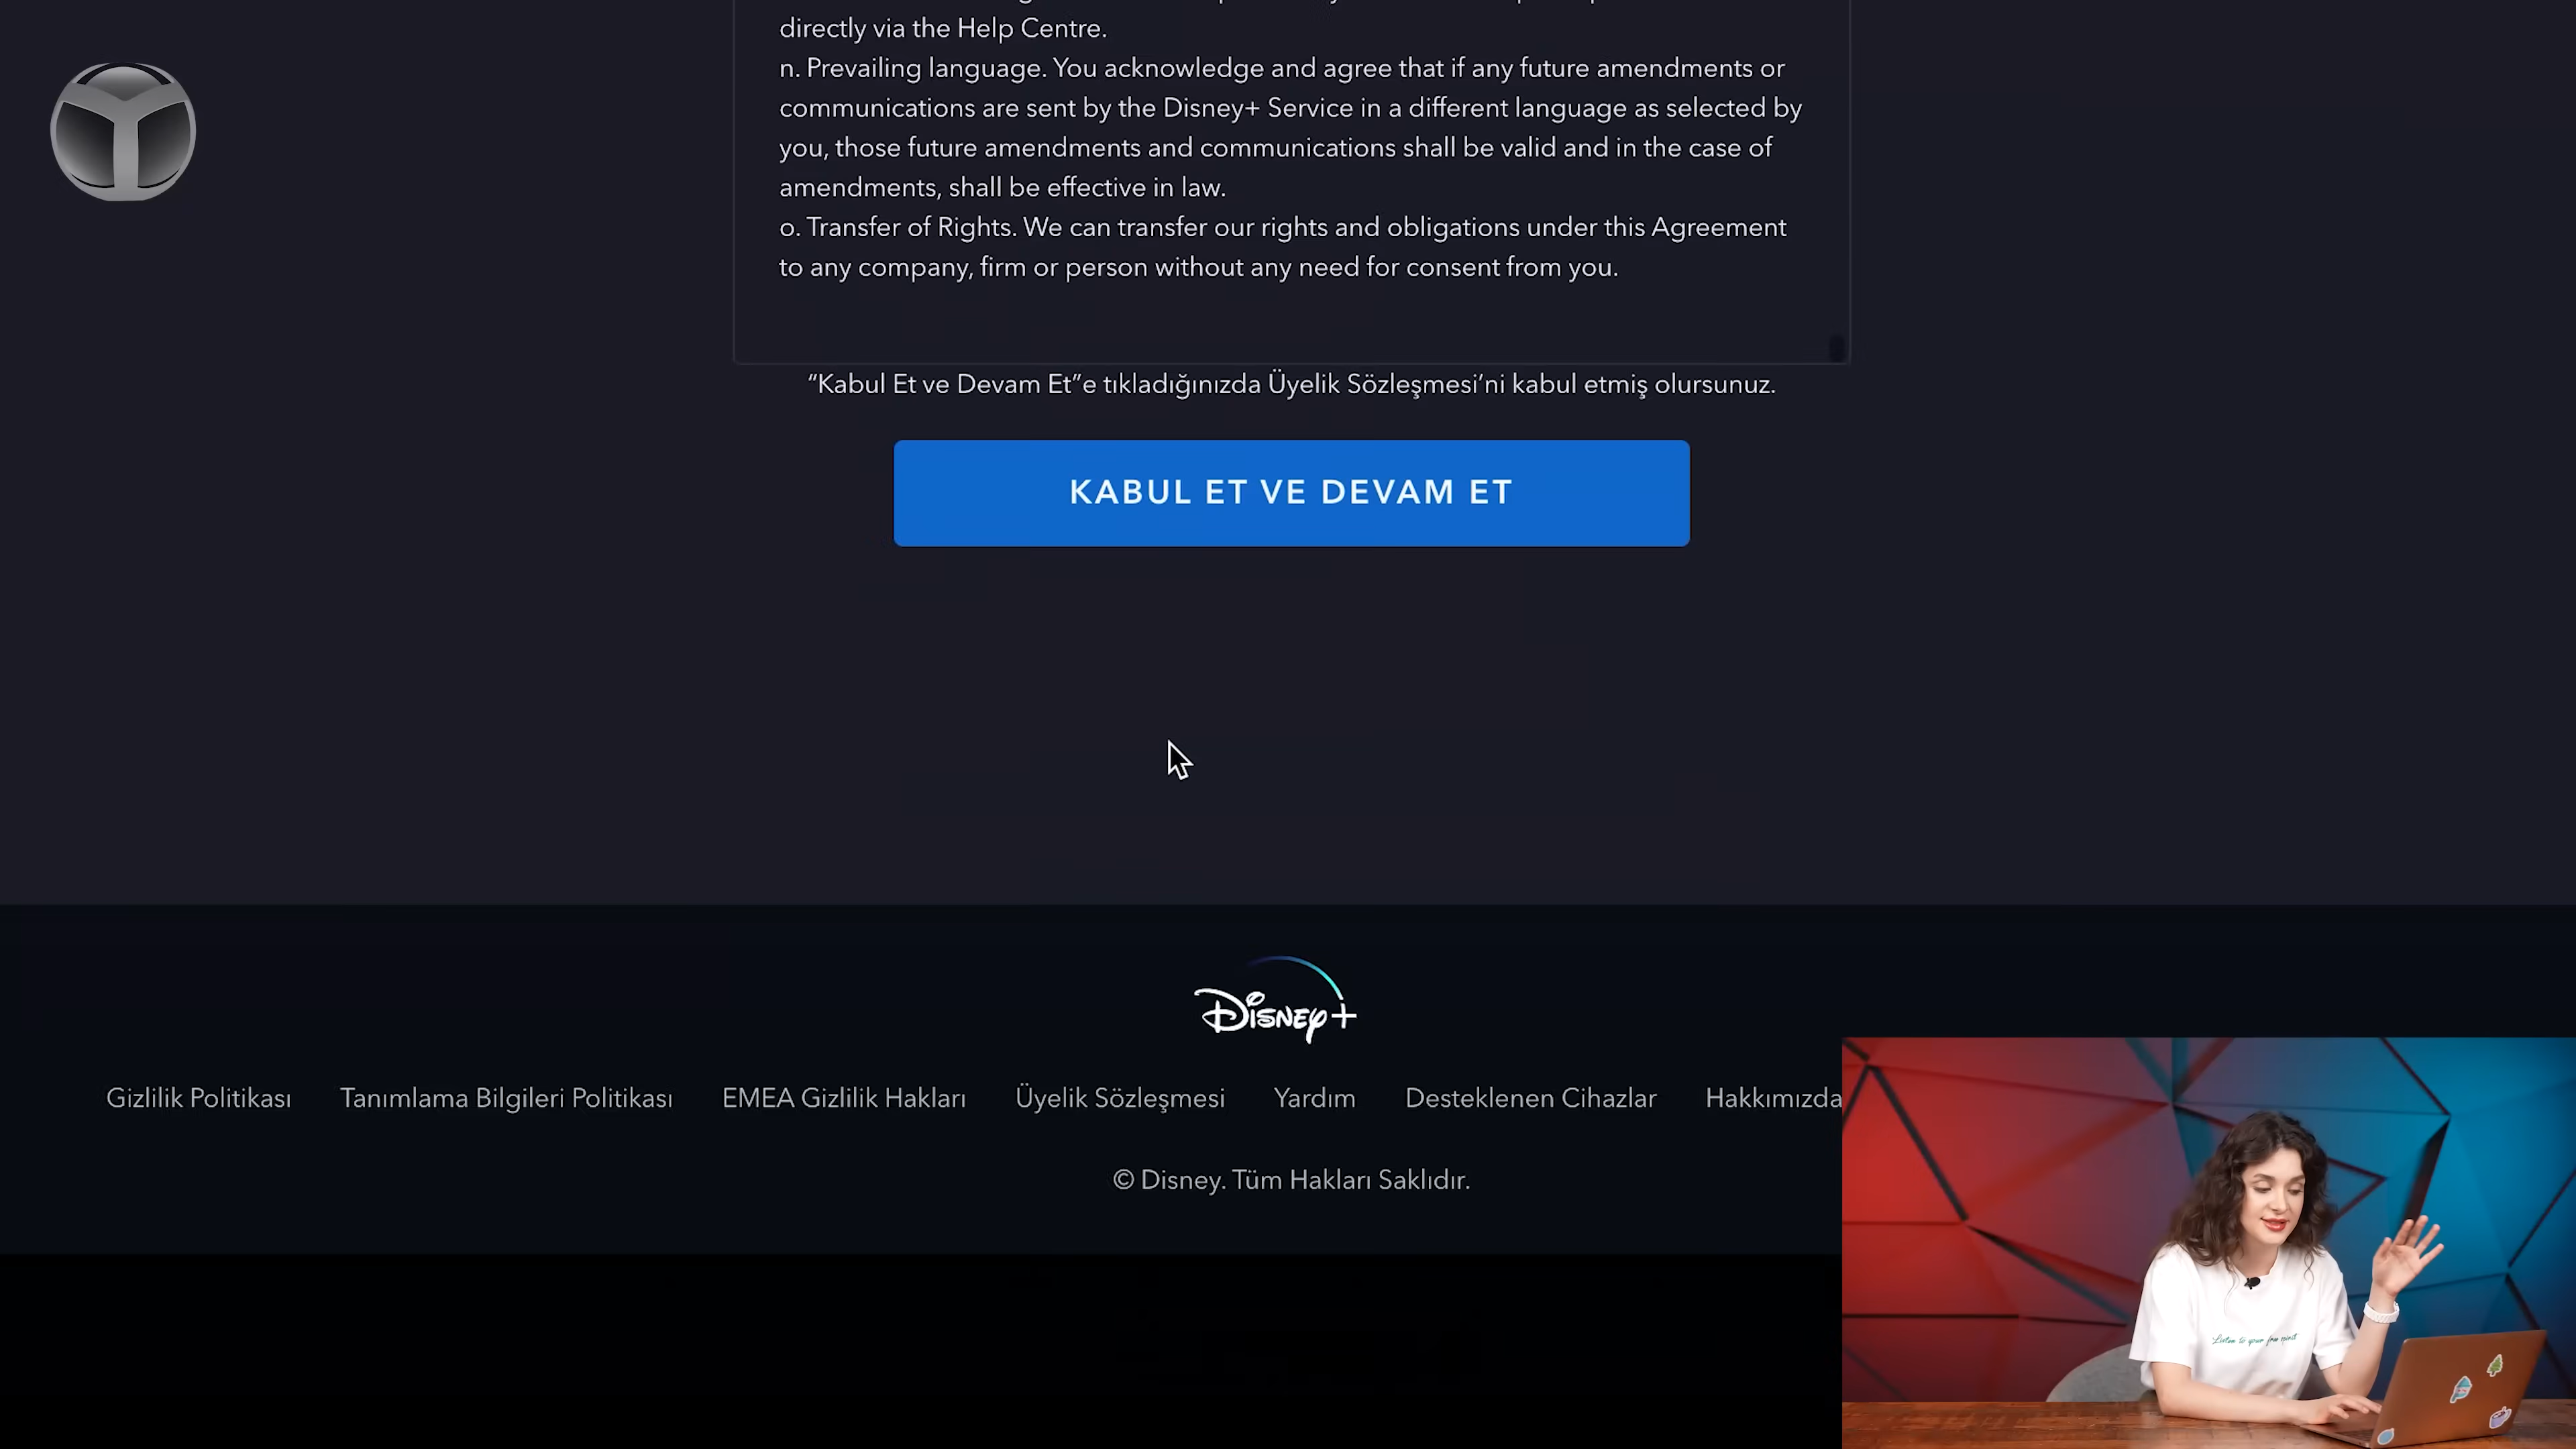 directly via the Help Centre.
n. Prevailing language. You acknowledge and agree that if any future amendments or
communications are sent by the Disney+ Service in a different language as selected by
you, those future amendments and communications shall be valid and in the case of
amendments, shall be effective in law.
o. Transfer of Rights. We can transfer our rights and obligations under this Agreement
to any company, firm or person without any need for consent from you.
“Kabul Et ve Devam Et”e tıkladığınızda Üyelik Sözleşmesi’ni kabul etmiş olursunuz.
KABUL ET VE DEVAM ET
Disney+
Gizlilik Politikası Tanımlama Bilgileri Politikası EMEA Gizlilik Hakları Üyelik Sözleşmesi Yardım Desteklenen Cihazlar Hakkımızda
© Disney. Tüm Hakları Saklıdır.
Listen to your free spirit